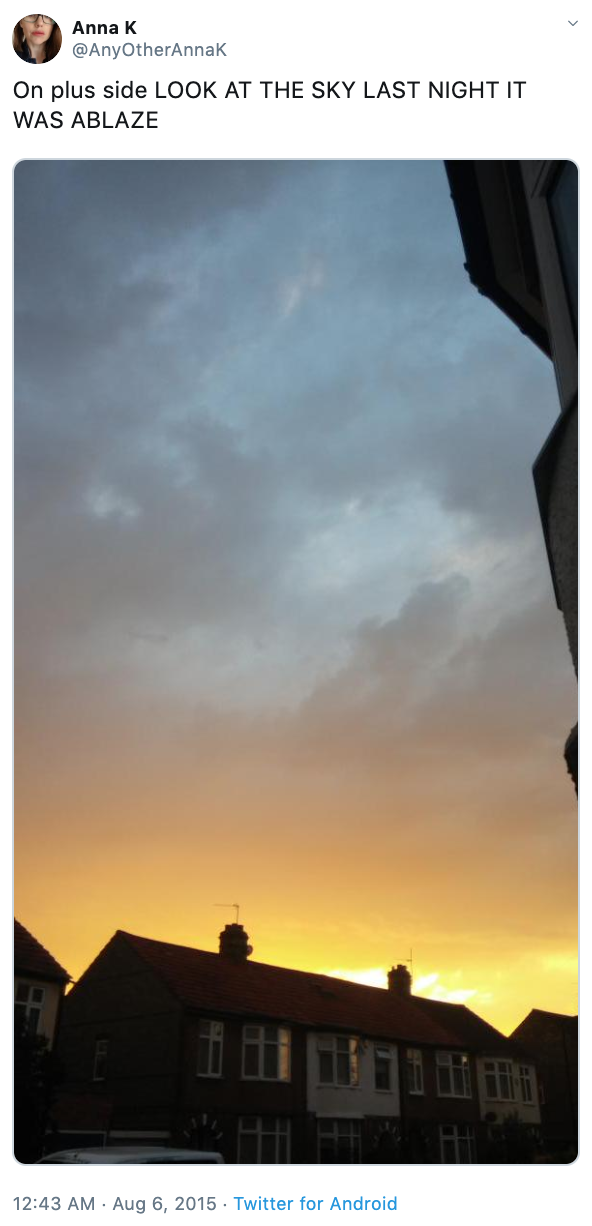 Anna K
@AnyOtherAnnaK
On plus side LOOK AT THE SKY LAST NIGHT IT
WAS ABLAZE
12:43 AM · Aug 6, 2015 · Twitter for Android